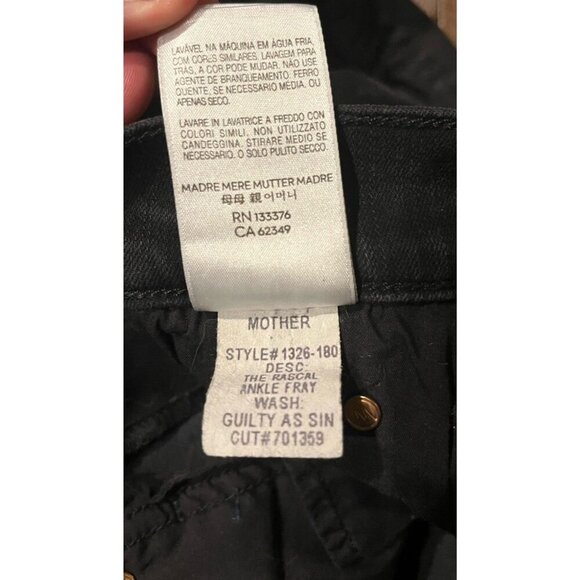 LAVÁVEL NA MÁQUINA EM ÁGUA FRIA
COM CORES SIMILARES. LAVAGEM PARA
TRÁS, A COR PODE MUDAR. NÃO USE
AGENTE DE BRANQUEAMENTO. FERRO
QUENTE, SE NECESSARIO MEDIA. OU
APENAS SECO.
LAVARE IN LAVATRICE A FREDDO CON
COLORI SIMILI, NON UTILIZZATO
CANDEGGINA. STIRARE MEDIO SE
NECESSARIO. O SOLO PULITO SECCO.
MADRE MERE MUTTER MADRE
母母 親 어머니
RN 133376
CA 62349
MOTHER
STYLE# 1326-180
DESC:
THE RASCAL
ANKLE FRAY
WASH:
GUILTY AS SIN
CUT#701359